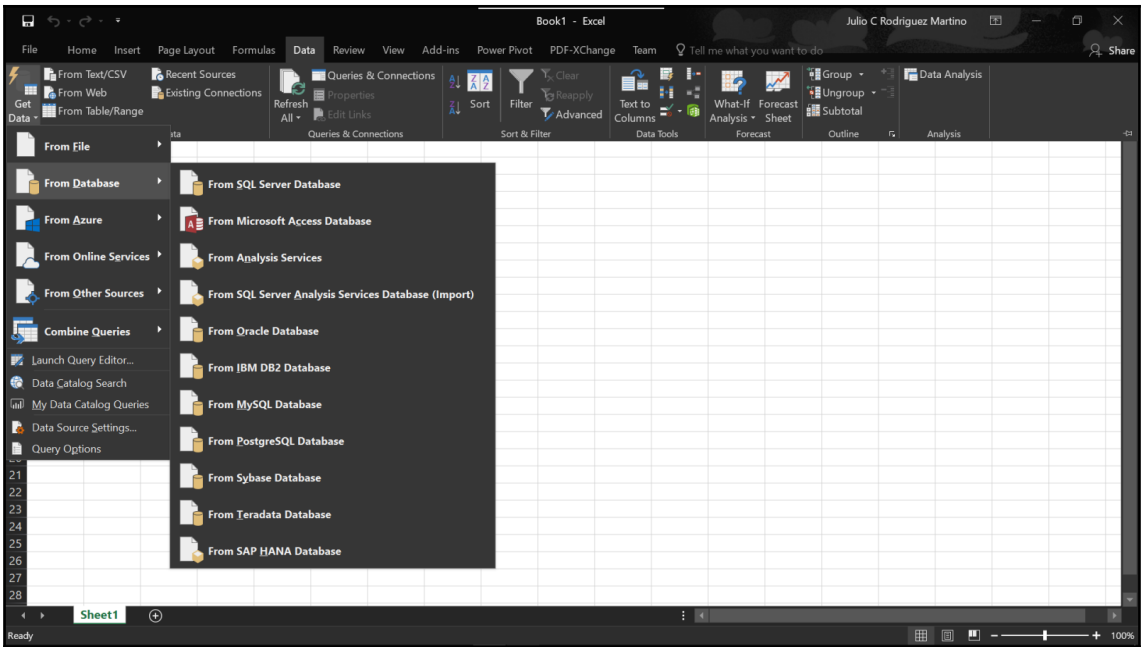 Book1 - Excel
Julio C Rodriguez Martino
File Home Insert Page Layout Formulas Data Review View Add-ins Power Pivot PDF-XChange Team Tell me what you want to do Share
Get Data
From Text/CSV
From Web
From Table/Range
Recent Sources
Existing Connections
Refresh All
Queries & Connections
Properties
Edit Links
Queries & Connections
Sort
Filter
Clear
Reapply
Advanced
Sort & Filter
Text to Columns
Data Tools
What-If Analysis
Forecast Sheet
Forecast
Group
Ungroup
Subtotal
Outline
Data Analysis
Analysis
From File
From Database
From Azure
From Online Services
From Other Sources
Combine Queries
Launch Query Editor...
Data Catalog Search
My Data Catalog Queries
Data Source Settings...
Query Options
From SQL Server Database
From Microsoft Access Database
From Analysis Services
From SQL Server Analysis Services Database (Import)
From Oracle Database
From IBM DB2 Database
From MySQL Database
From PostgreSQL Database
From Sybase Database
From Teradata Database
From SAP HANA Database
21
22
23
24
25
26
27
28
Sheet1
Ready
100%